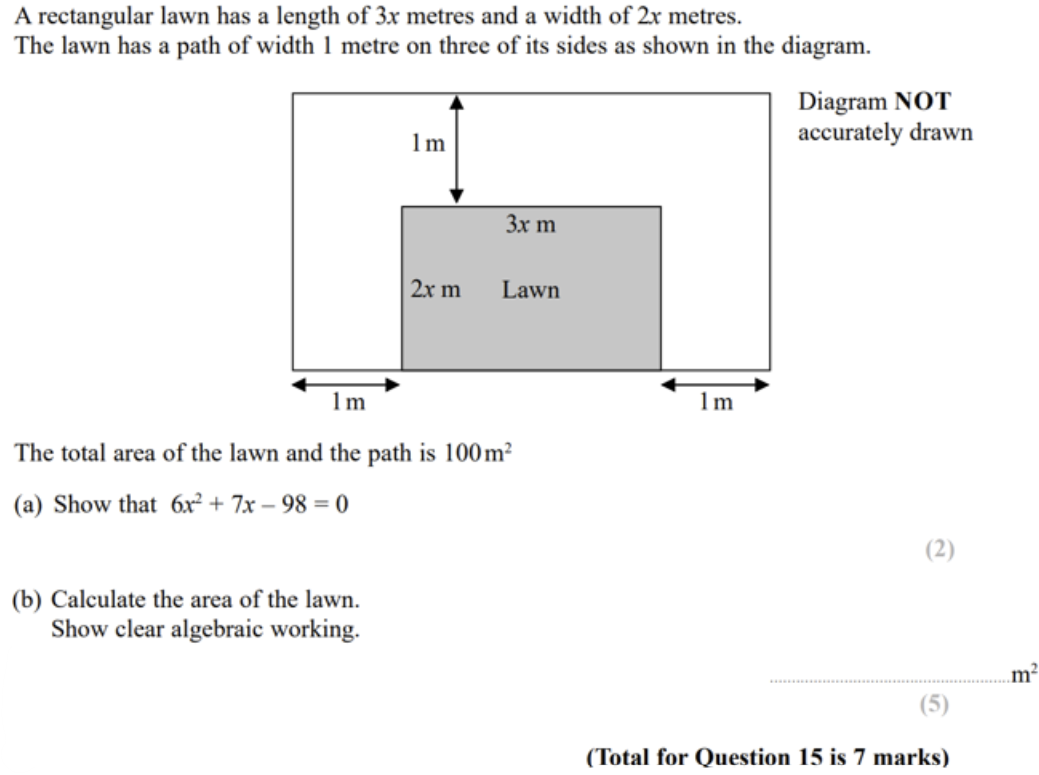 A rectangular lawn has a length of 3x metres and a width of 2x metres.
The lawn has a path of width 1 metre on three of its sides as shown in the diagram.
Diagram NOT
accurately drawn
1 m
3x m
2x m Lawn
1 m
1 m
The total area of the lawn and the path is 100 m²
(a) Show that 6x² + 7x – 98 = 0
(2)
(b) Calculate the area of the lawn.
Show clear algebraic working.
m²
(5)
(Total for Question 15 is 7 marks)